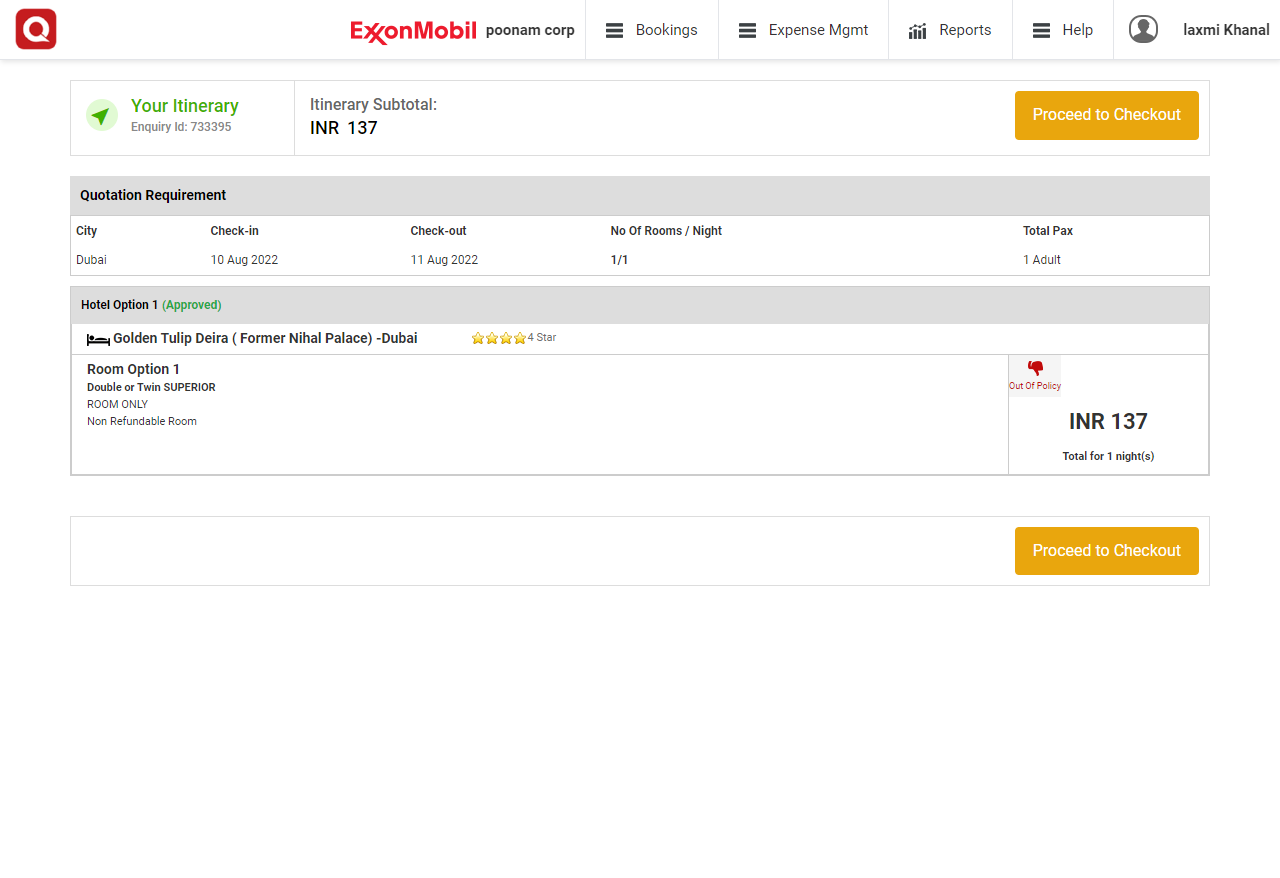 Q
ExxonMobil poonam corp Bookings Expense Mgmt Reports Help laxmi Khanal
Your Itinerary
Enquiry Id: 733395
Itinerary Subtotal:
INR 137
Proceed to Checkout
Quotation Requirement
City Check-in Check-out No Of Rooms / Night Total Pax
Dubai 10 Aug 2022 11 Aug 2022 1/1 1 Adult
Hotel Option 1 (Approved)
Golden Tulip Deira ( Former Nihal Palace) -Dubai 4 Star
Room Option 1
Double or Twin SUPERIOR
ROOM ONLY
Non Refundable Room
Out Of Policy
INR 137
Total for 1 night(s)
Proceed to Checkout